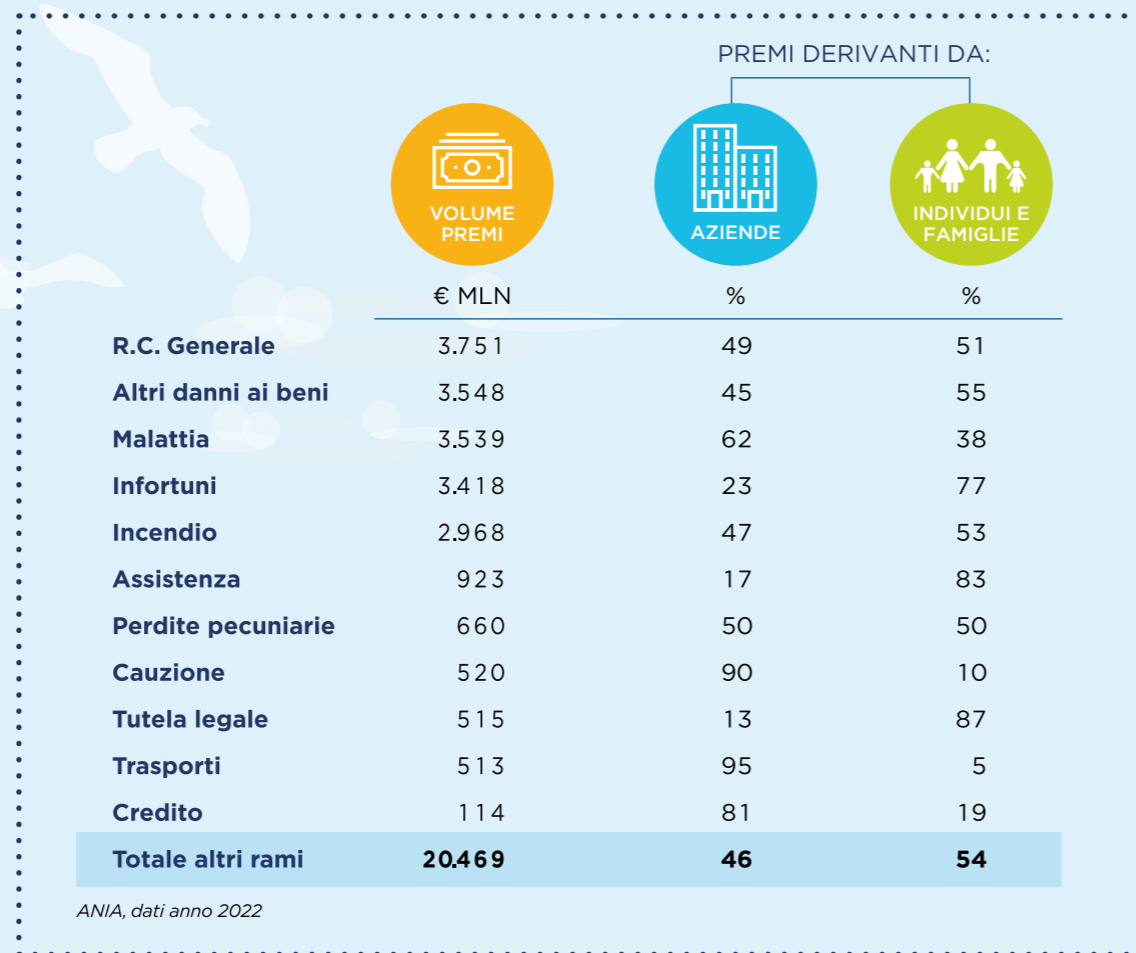 PREMI DERIVANTI DA:
VOLUME
PREMI
AZIENDE
INDIVIDUI E
FAMIGLIE
€ MLN % %
R.C. Generale 3.751 49 51
Altri danni ai beni 3.548 45 55
Malattia 3.539 62 38
Infortuni 3.418 23 77
Incendio 2.968 47 53
Assistenza 923 17 83
Perdite pecuniarie 660 50 50
Cauzione 520 90 10
Tutela legale 515 13 87
Trasporti 513 95 5
Credito 114 81 19
Totale altri rami 20.469 46 54
ANIA, dati anno 2022